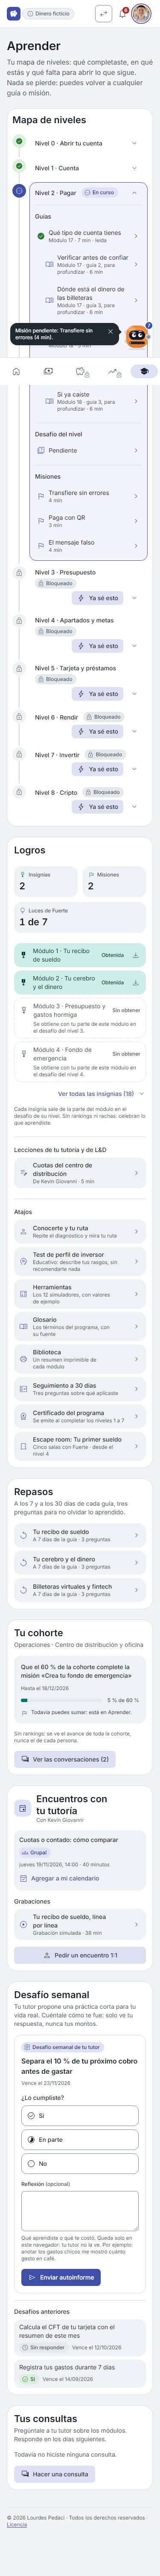 Dinero ficticio
8
Aprender
Tu mapa de niveles: qué completaste, en qué
estás y qué falta para abrir lo que sigue.
Nada se pierde: puedes volver a cualquier
guía o misión.
Mapa de niveles
Nivel 0 · Abrir tu cuenta
Nivel 1 · Cuenta
Nivel 2 · Pagar
En curso
Guías
Qué tipo de cuenta tienes
Módulo 17 · 7 min · leída
Verificar antes de confiar
Módulo 17 · guía 2, para
profundizar · 6 min
Dónde está el dinero de
las billeteras
Módulo 17 · guía 3, para
profundizar · 6 min
Misión pendiente: Transfiere sin
errores (4 min).
7
Si ya caíste
Módulo 18 · guía 3, para
profundizar · 6 min
Desafío del nivel
Pendiente
Misiones
Transfiere sin errores
4 min
Paga con QR
3 min
El mensaje falso
4 min
Nivel 3 · Presupuesto
Bloqueado
Ya sé esto
Nivel 4 · Apartados y metas
Bloqueado
Ya sé esto
Nivel 5 · Tarjeta y préstamos
Bloqueado
Ya sé esto
Nivel 6 · Rendir
Bloqueado
Ya sé esto
Nivel 7 · Invertir
Bloqueado
Ya sé esto
Nivel 8 · Cripto
Bloqueado
Ya sé esto
Logros
Insignias
2
Misiones
2
Luces de Fuerte
1 de 7
Módulo 1 · Tu recibo
de sueldo
Obtenida
Módulo 2 · Tu cerebro
y el dinero
Obtenida
Módulo 3 · Presupuesto y
gastos hormiga
Sin obtener
Se obtiene con la parte de este módulo en
el desafío del nivel 3.
Módulo 4 · Fondo de
emergencia
Sin obtener
Se obtiene con la parte de este módulo en
el desafío del nivel 4.
Ver todas las insignias (18)
Cada insignia sale de la parte del módulo en el
desafío de su nivel. Sin rankings ni rachas: celebran lo
que aprendiste.
Lecciones de tu tutoría y de L&D
Cuotas del centro de
distribución
De Kevin Giovanni · 5 min
Atajos
Conocerte y tu ruta
Repite el diagnóstico y mira tu ruta
Test de perfil de inversor
Educativo: describe tus rasgos, sin
recomendarte nada
Herramientas
Los 12 simuladores, con valores
de ejemplo
Glosario
Los términos del programa, con
su fuente
Biblioteca
Un resumen imprimible de
cada módulo
Seguimiento a 30 días
Tres preguntas sobre qué aplicaste
Certificado del programa
Se emite al completar los niveles 1 a 7
Escape room: Tu primer sueldo
Cinco salas con Fuerte · desde el
nivel 4
Repasos
A los 7 y a los 30 días de cada guía, tres
preguntas para no olvidar lo aprendido.
Tu recibo de sueldo
A 7 días de la guía · 3 preguntas
Tu cerebro y el dinero
A 7 días de la guía · 3 preguntas
Billeteras virtuales y fintech
A 7 días de la guía · 3 preguntas
Tu cohorte
Operaciones · Centro de distribución y oficina
Que el 60 % de la cohorte complete la
misión «Crea tu fondo de emergencia»
Hasta el 18/12/2026
5 % de 60 %
Todavía puedes sumar: está en Aprender.
Sin rankings: se ve el avance de toda la cohorte,
nunca el de cada persona.
Ver las conversaciones (2)
Encuentros con
tu tutoría
Con Kevin Giovanni
Cuotas o contado: cómo comparar
Grupal
jueves 19/11/2026, 14:00 · 40 minutos
Agregar a mi calendario
Grabaciones
Tu recibo de sueldo, línea
por línea
Grabación simulada · 38 min
Pedir un encuentro 1:1
Desafío semanal
Tu tutor propone una práctica corta para tu
vida real. Cuéntale cómo te fue: solo ve tu
respuesta y nunca tus montos.
Desafío semanal de tu tutor
Separa el 10 % de tu próximo cobro
antes de gastar
Vence el 23/11/2026
¿Lo cumpliste?
Sí
En parte
No
Reflexión (opcional)
Qué aprendiste o qué te costó. Queda solo en
este navegador: tu tutor no la ve. Por ejemplo:
anotar los gastos chicos me mostró cuánto
gasto en café.
Enviar autoinforme
Desafíos anteriores
Calcula el CFT de tu tarjeta con el
resumen de este mes
Sin responder
Vence el 12/10/2026
Registra tus gastos durante 7 días
Sí
Vence el 14/09/2026
Tus consultas
Pregúntale a tutoría sobre los módulos.
Responde en los días siguientes.
Todavía no hiciste ninguna consulta.
Hacer una consulta
© 2026 Lourdes Pedaci · Todos los derechos reservados ·
Licencia